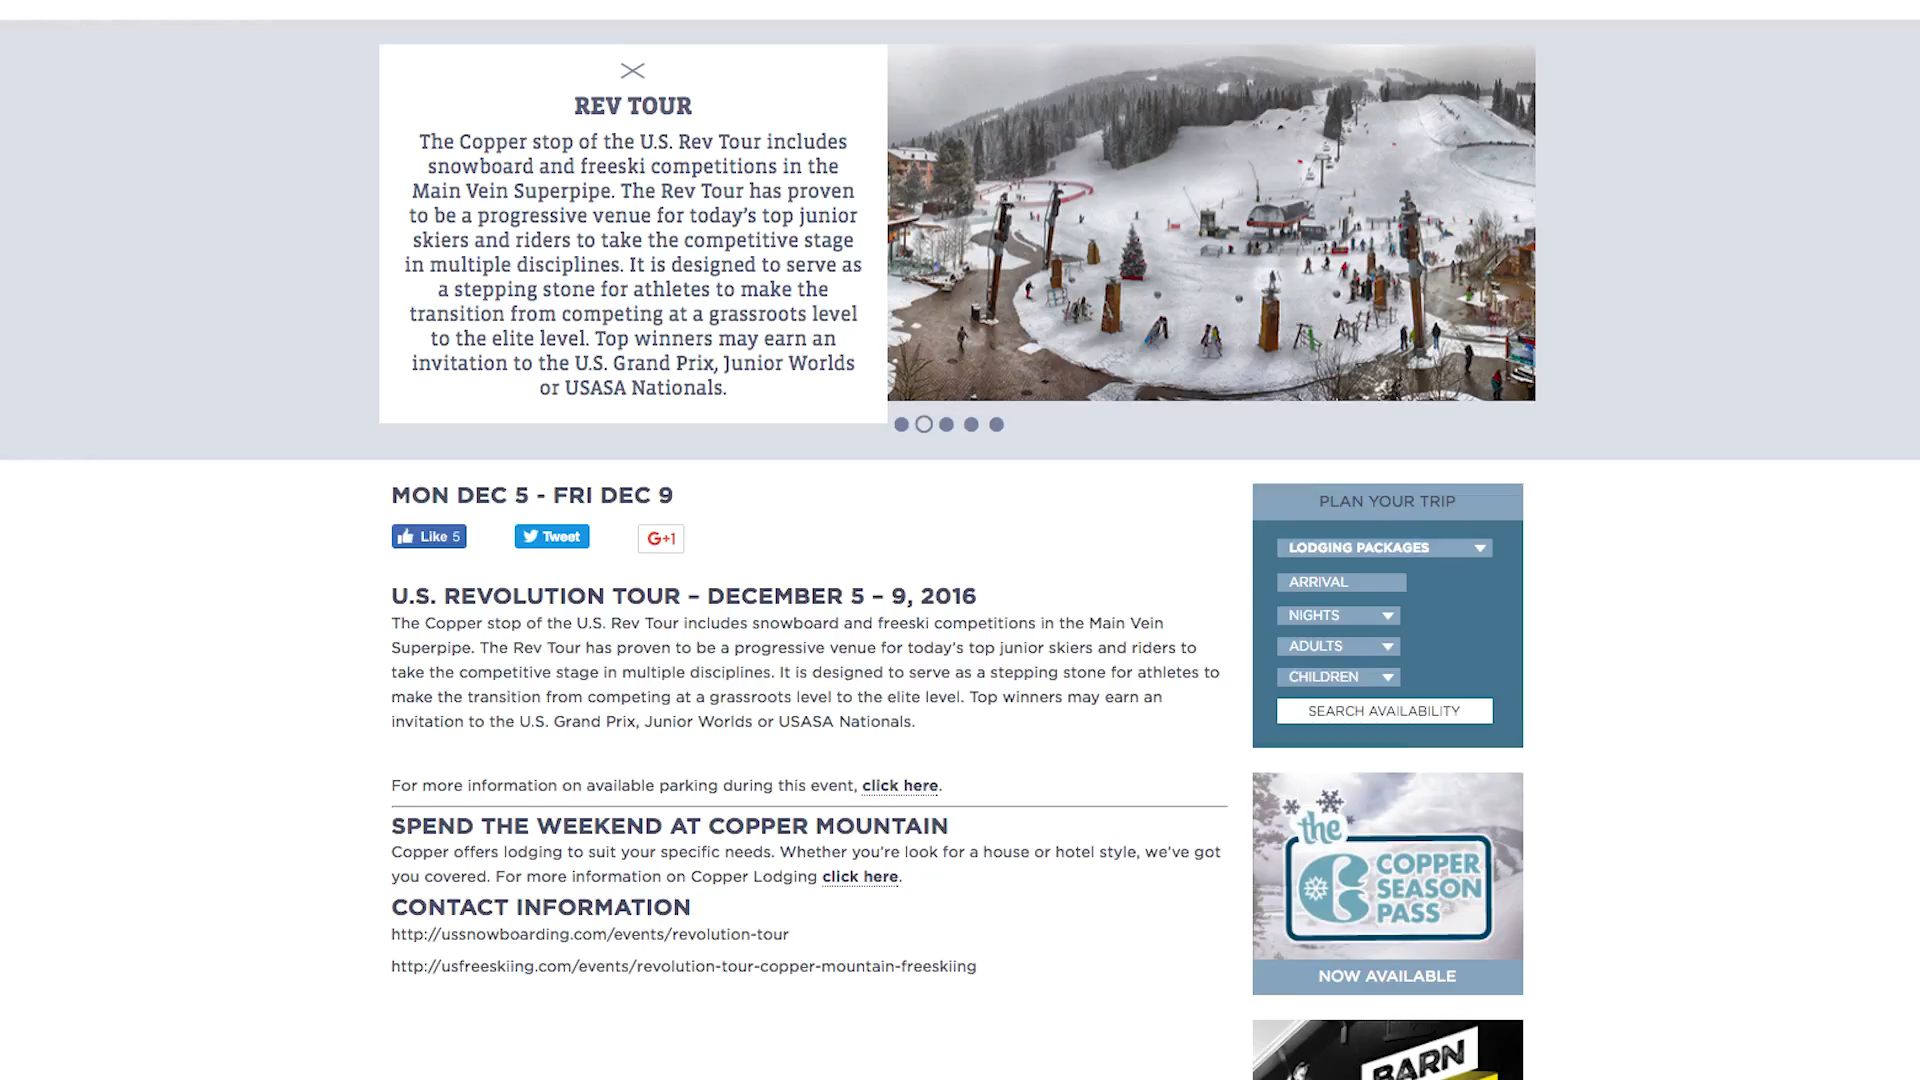 REV TOUR
The Copper stop of the U.S. Rev Tour includes
snowboard and freeski competitions in the
Main Vein Superpipe. The Rev Tour has proven
to be a progressive venue for today's top junior
skiers and riders to take the competitive stage
in multiple disciplines. It is designed to serve as
a stepping stone for athletes to make the
transition from competing at a grassroots level
to the elite level. Top winners may earn an
invitation to the U.S. Grand Prix, Junior Worlds
or USASA Nationals.
MON DEC 5 - FRI DEC 9
Like 5
Tweet
G+1
U.S. REVOLUTION TOUR – DECEMBER 5 – 9, 2016
The Copper stop of the U.S. Rev Tour includes snowboard and freeski competitions in the Main Vein
Superpipe. The Rev Tour has proven to be a progressive venue for today's top junior skiers and riders to
take the competitive stage in multiple disciplines. It is designed to serve as a stepping stone for athletes to
make the transition from competing at a grassroots level to the elite level. Top winners may earn an
invitation to the U.S. Grand Prix, Junior Worlds or USASA Nationals.
For more information on available parking during this event, click here.
SPEND THE WEEKEND AT COPPER MOUNTAIN
Copper offers lodging to suit your specific needs. Whether you're look for a house or hotel style, we've got
you covered. For more information on Copper Lodging click here.
CONTACT INFORMATION
http://ussnowboarding.com/events/revolution-tour
http://usfreeskiing.com/events/revolution-tour-copper-mountain-freeskiing
PLAN YOUR TRIP
LODGING PACKAGES
ARRIVAL
NIGHTS
ADULTS
CHILDREN
SEARCH AVAILABILITY
the
COPPER
SEASON
PASS
NOW AVAILABLE
BARN